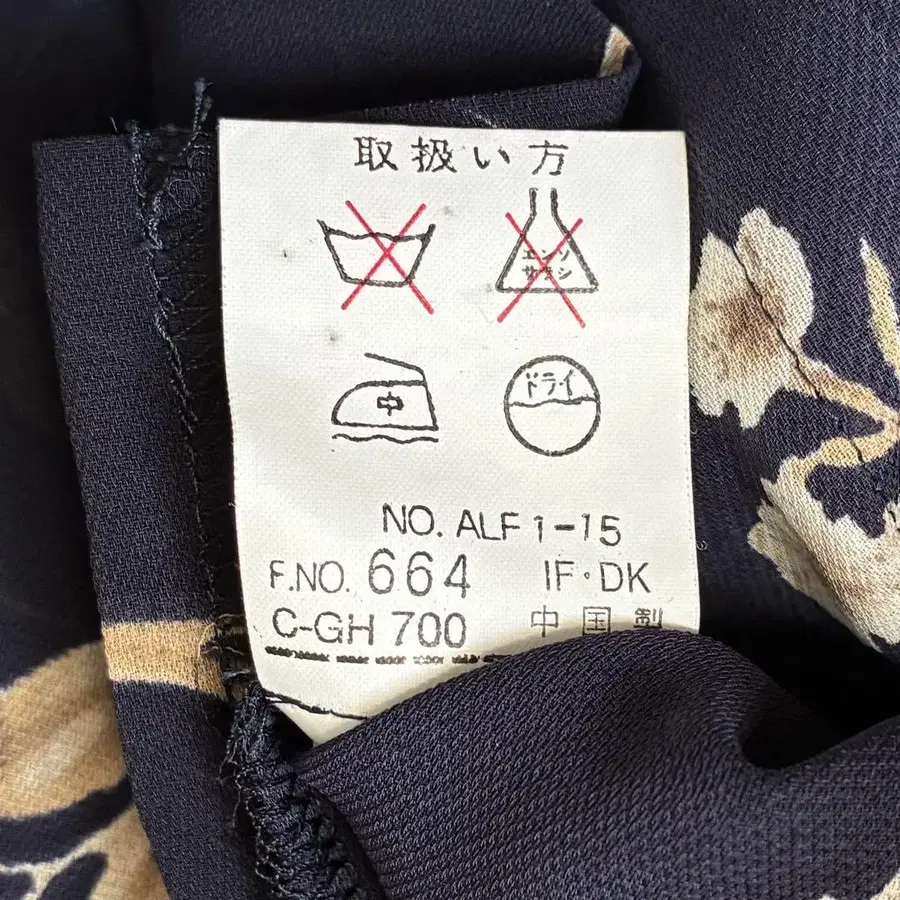 取扱い方
エンソ
サラシ
中
ドライ
NO. ALF 1-15
F.NO. 664 IF·DK
C-GH 700 中国製